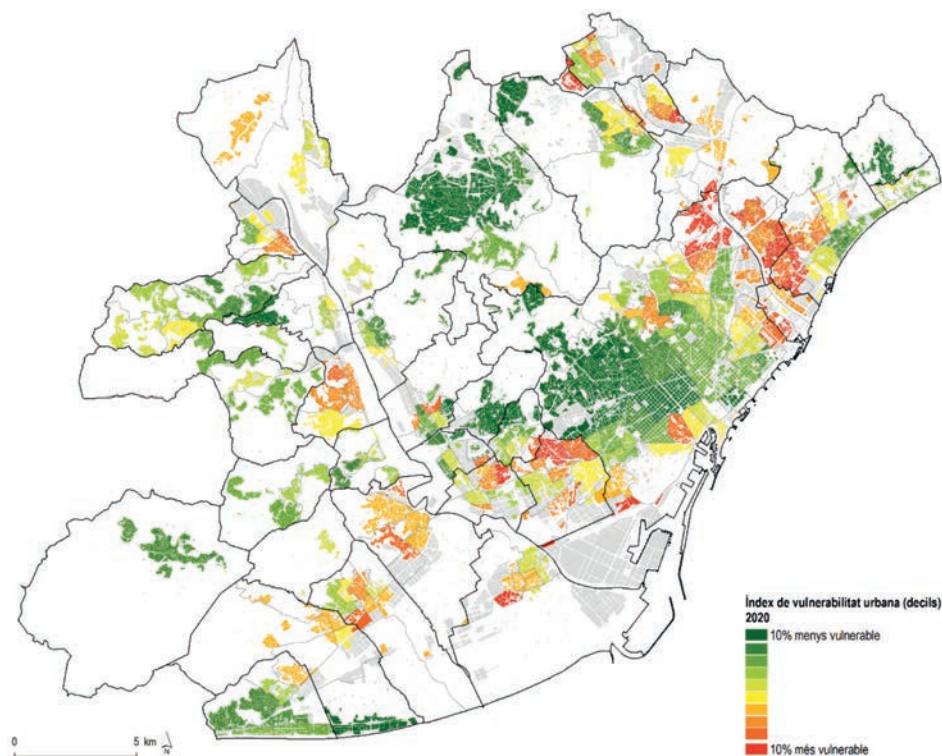 Índex de vulnerabilitat urbana (decils)
2020
10% menys vulnerable
10% més vulnerable
0 5 km
N